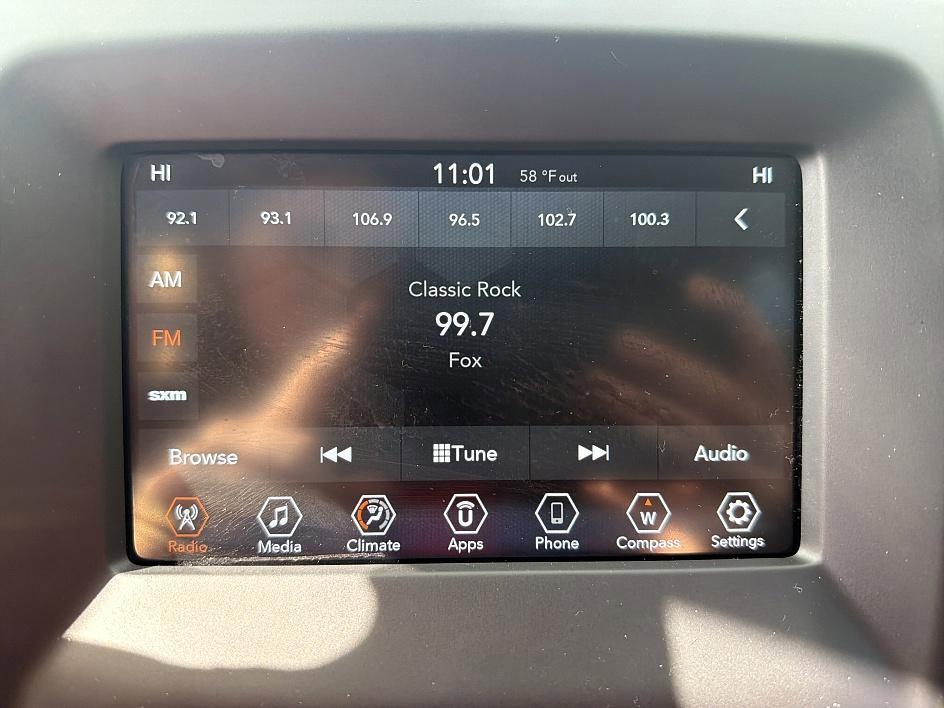 HI 11:01 58 °F out HI
92.1 93.1 106.9 96.5 102.7 100.3
AM
Classic Rock
99.7
FM
Fox
sxm
Browse Tune Audio
W
Radio Media Climate Apps Phone Compass Settings